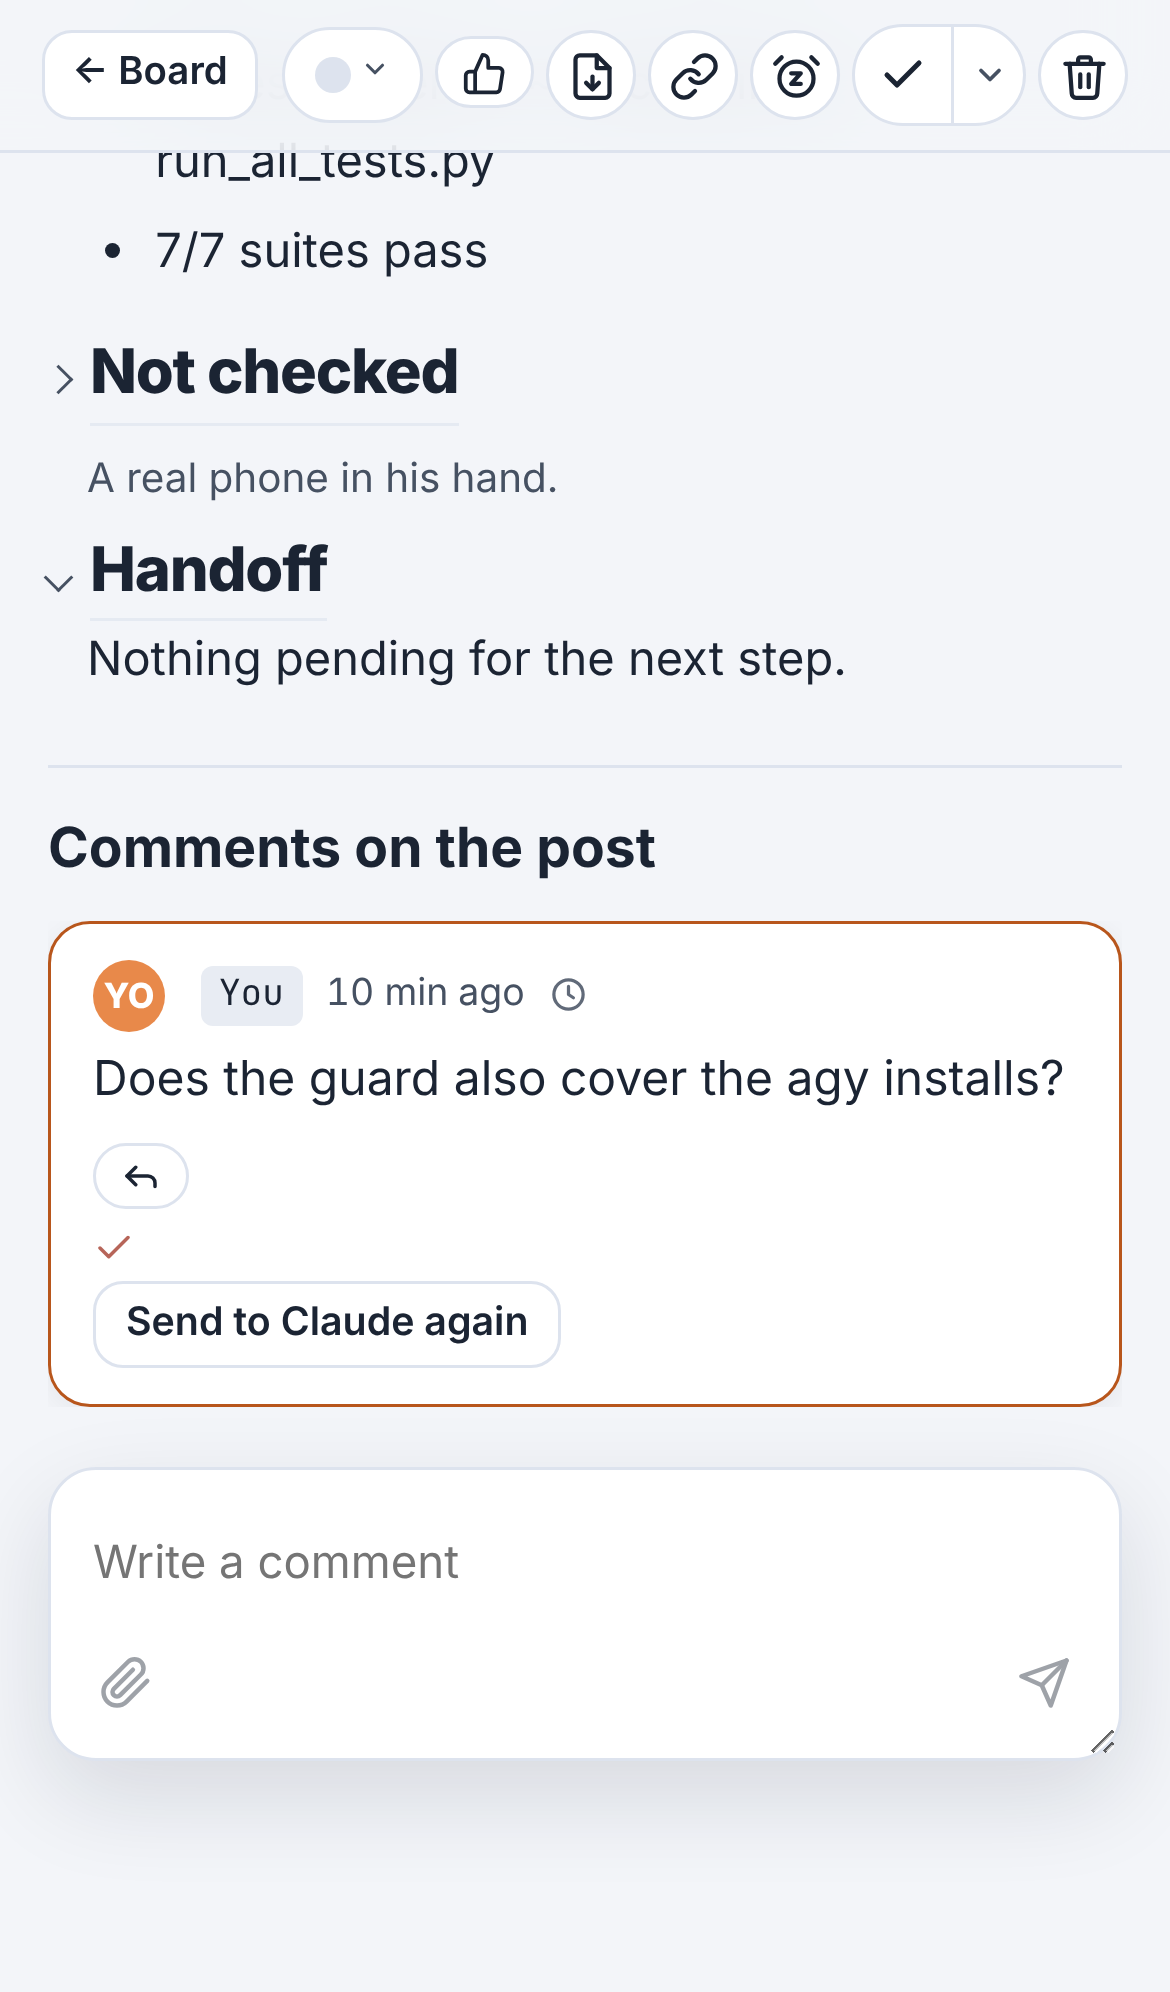 Board
run_all_tests.py
• 7/7 suites pass
Not checked
A real phone in his hand.
Handoff
Nothing pending for the next step.
Comments on the post
YO You 10 min ago
Does the guard also cover the agy installs?
Send to Claude again
Write a comment